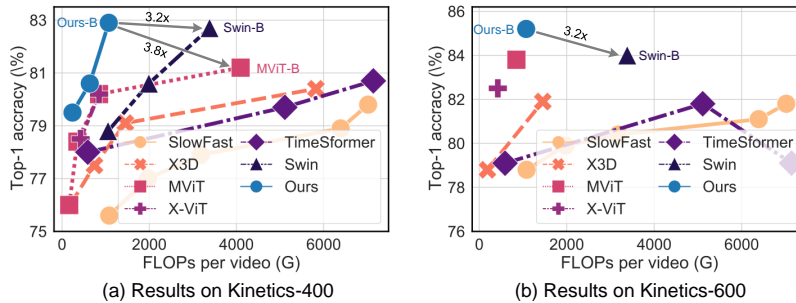 Top-1 accuracy (\%)
83
81
79
77
75
0
2000
4000
6000
FLOPs per video (G)
Ours-B
3.2x
3.8x
Swin-B
MViT-B
SlowFast
X3D
MViT
X-ViT
TimeSformer
Swin
Ours
(a) Results on Kinetics-400
Top-1 accuracy (\%)
86
84
82
80
78
76
0
2000
4000
6000
FLOPs per video (G)
Ours-B
3.2x
Swin-B
SlowFast
X3D
MViT
X-ViT
TimeSformer
Swin
Ours
(b) Results on Kinetics-600